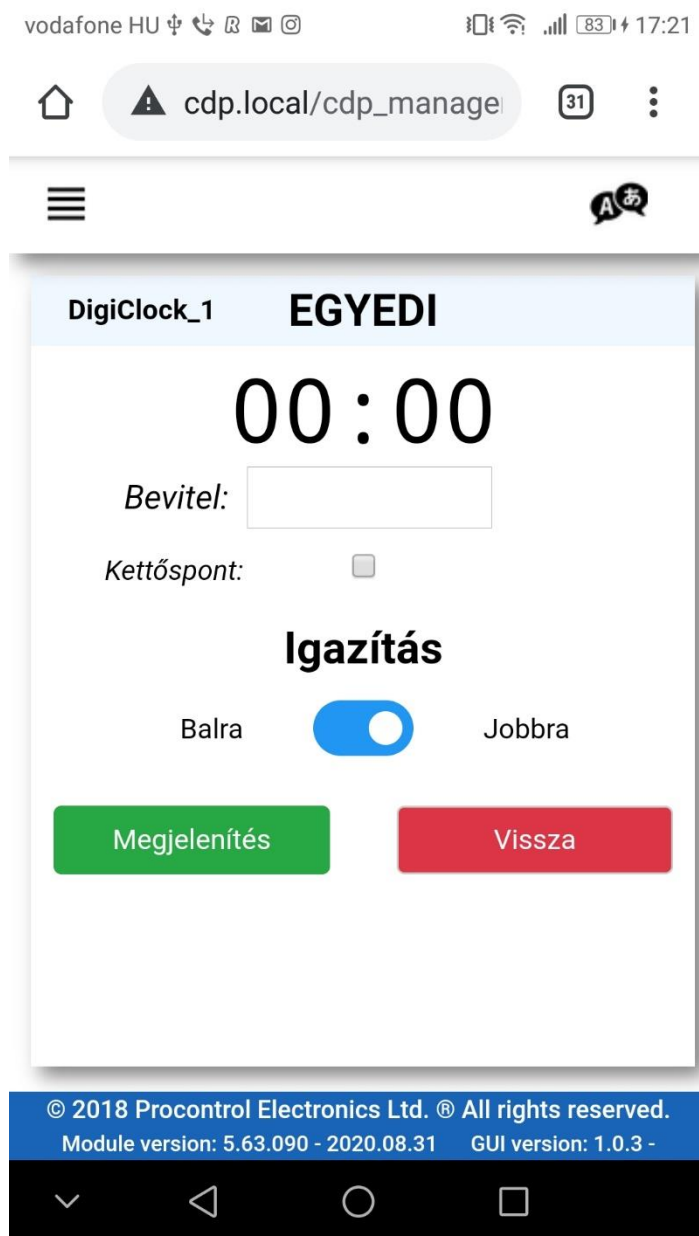 vodafone HU 83 17:21
cdp.local/cdp_manage 31
Aあ
DigiClock_1 EGYEDI
00:00
Bevitel:
Kettőspont:
Igazítás
Balra Jobbra
Megjelenítés Vissza
© 2018 Procontrol Electronics Ltd. ® All rights reserved.
Module version: 5.63.090 - 2020.08.31 GUI version: 1.0.3 -